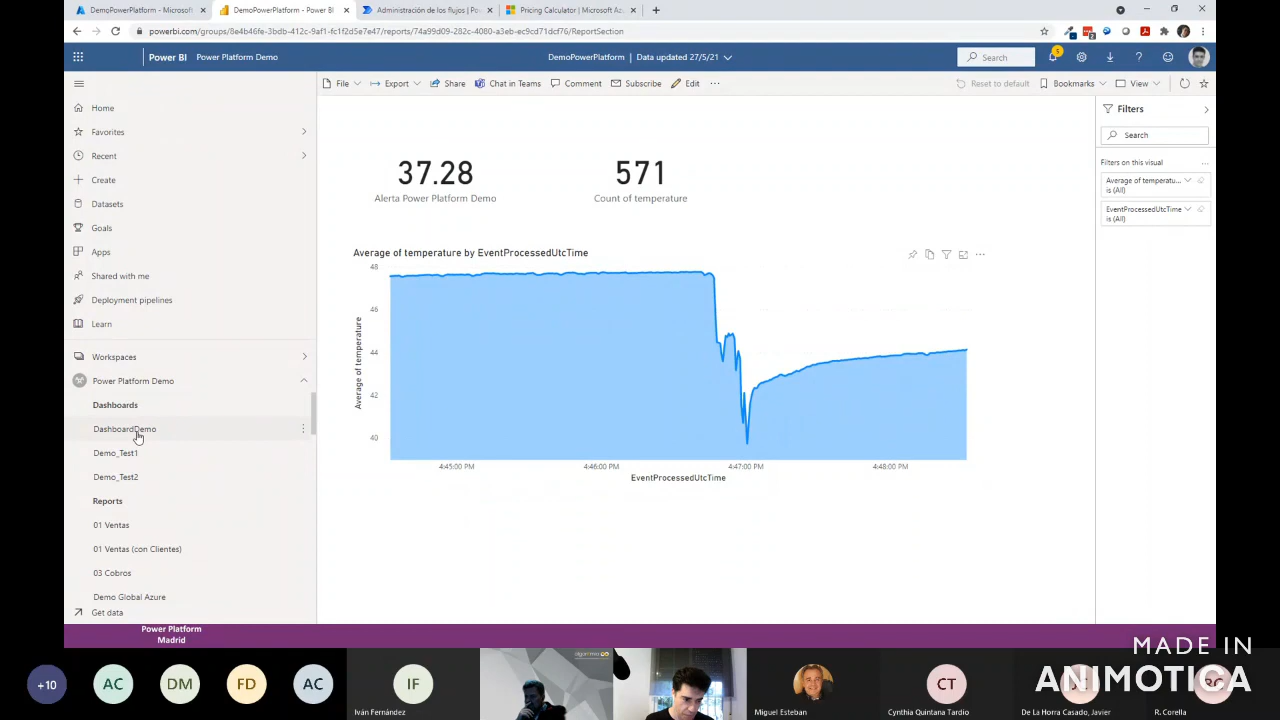 DemoPowerPlatform - Microsoft
DemoPowerPlatform - Power BI
Administración de los flujos | Po
Pricing Calculator | Microsoft Az
powerbi.com/groups/8e4b46fe-3bdb-412c-9af1-fc1f2d5e7e47/reports/74a99d09-282c-4080-a3eb-ec9cd71dcf76/ReportSection
Power BI
Power Platform Demo
DemoPowerPlatform | Data updated 27/5/21
Search
5
File
Export
Share
Chat in Teams
Comment
Subscribe
Edit
Reset to default
Bookmarks
View
Home
Favorites
Recent
Create
Datasets
Goals
Apps
Shared with me
Deployment pipelines
Learn
Workspaces
Power Platform Demo
Dashboards
DashboardDemo
Demo_Test1
Demo_Test2
Reports
01 Ventas
01 Ventas (con Clientes)
03 Cobros
Demo Global Azure
Get data
37.28
Alerta Power Platform Demo
571
Count of temperature
Average of temperature by EventProcessedUtcTime
48
46
44
42
40
Average of temperature
4:45:00 PM
4:46:00 PM
4:47:00 PM
4:48:00 PM
EventProcessedUtcTime
Filters
Search
Filters on this visual
Average of temperatu...
is (All)
EventProcessedUtcTime
is (All)
Power Platform
Madrid
MADE IN
ANIMOTICA
+10
AC
DM
FD
AC
IF
Iván Fernández
algoritmia
Miguel Esteban
CT
Cynthia Quintana Tardio
De La Horra Casado, Javier
R. Corella